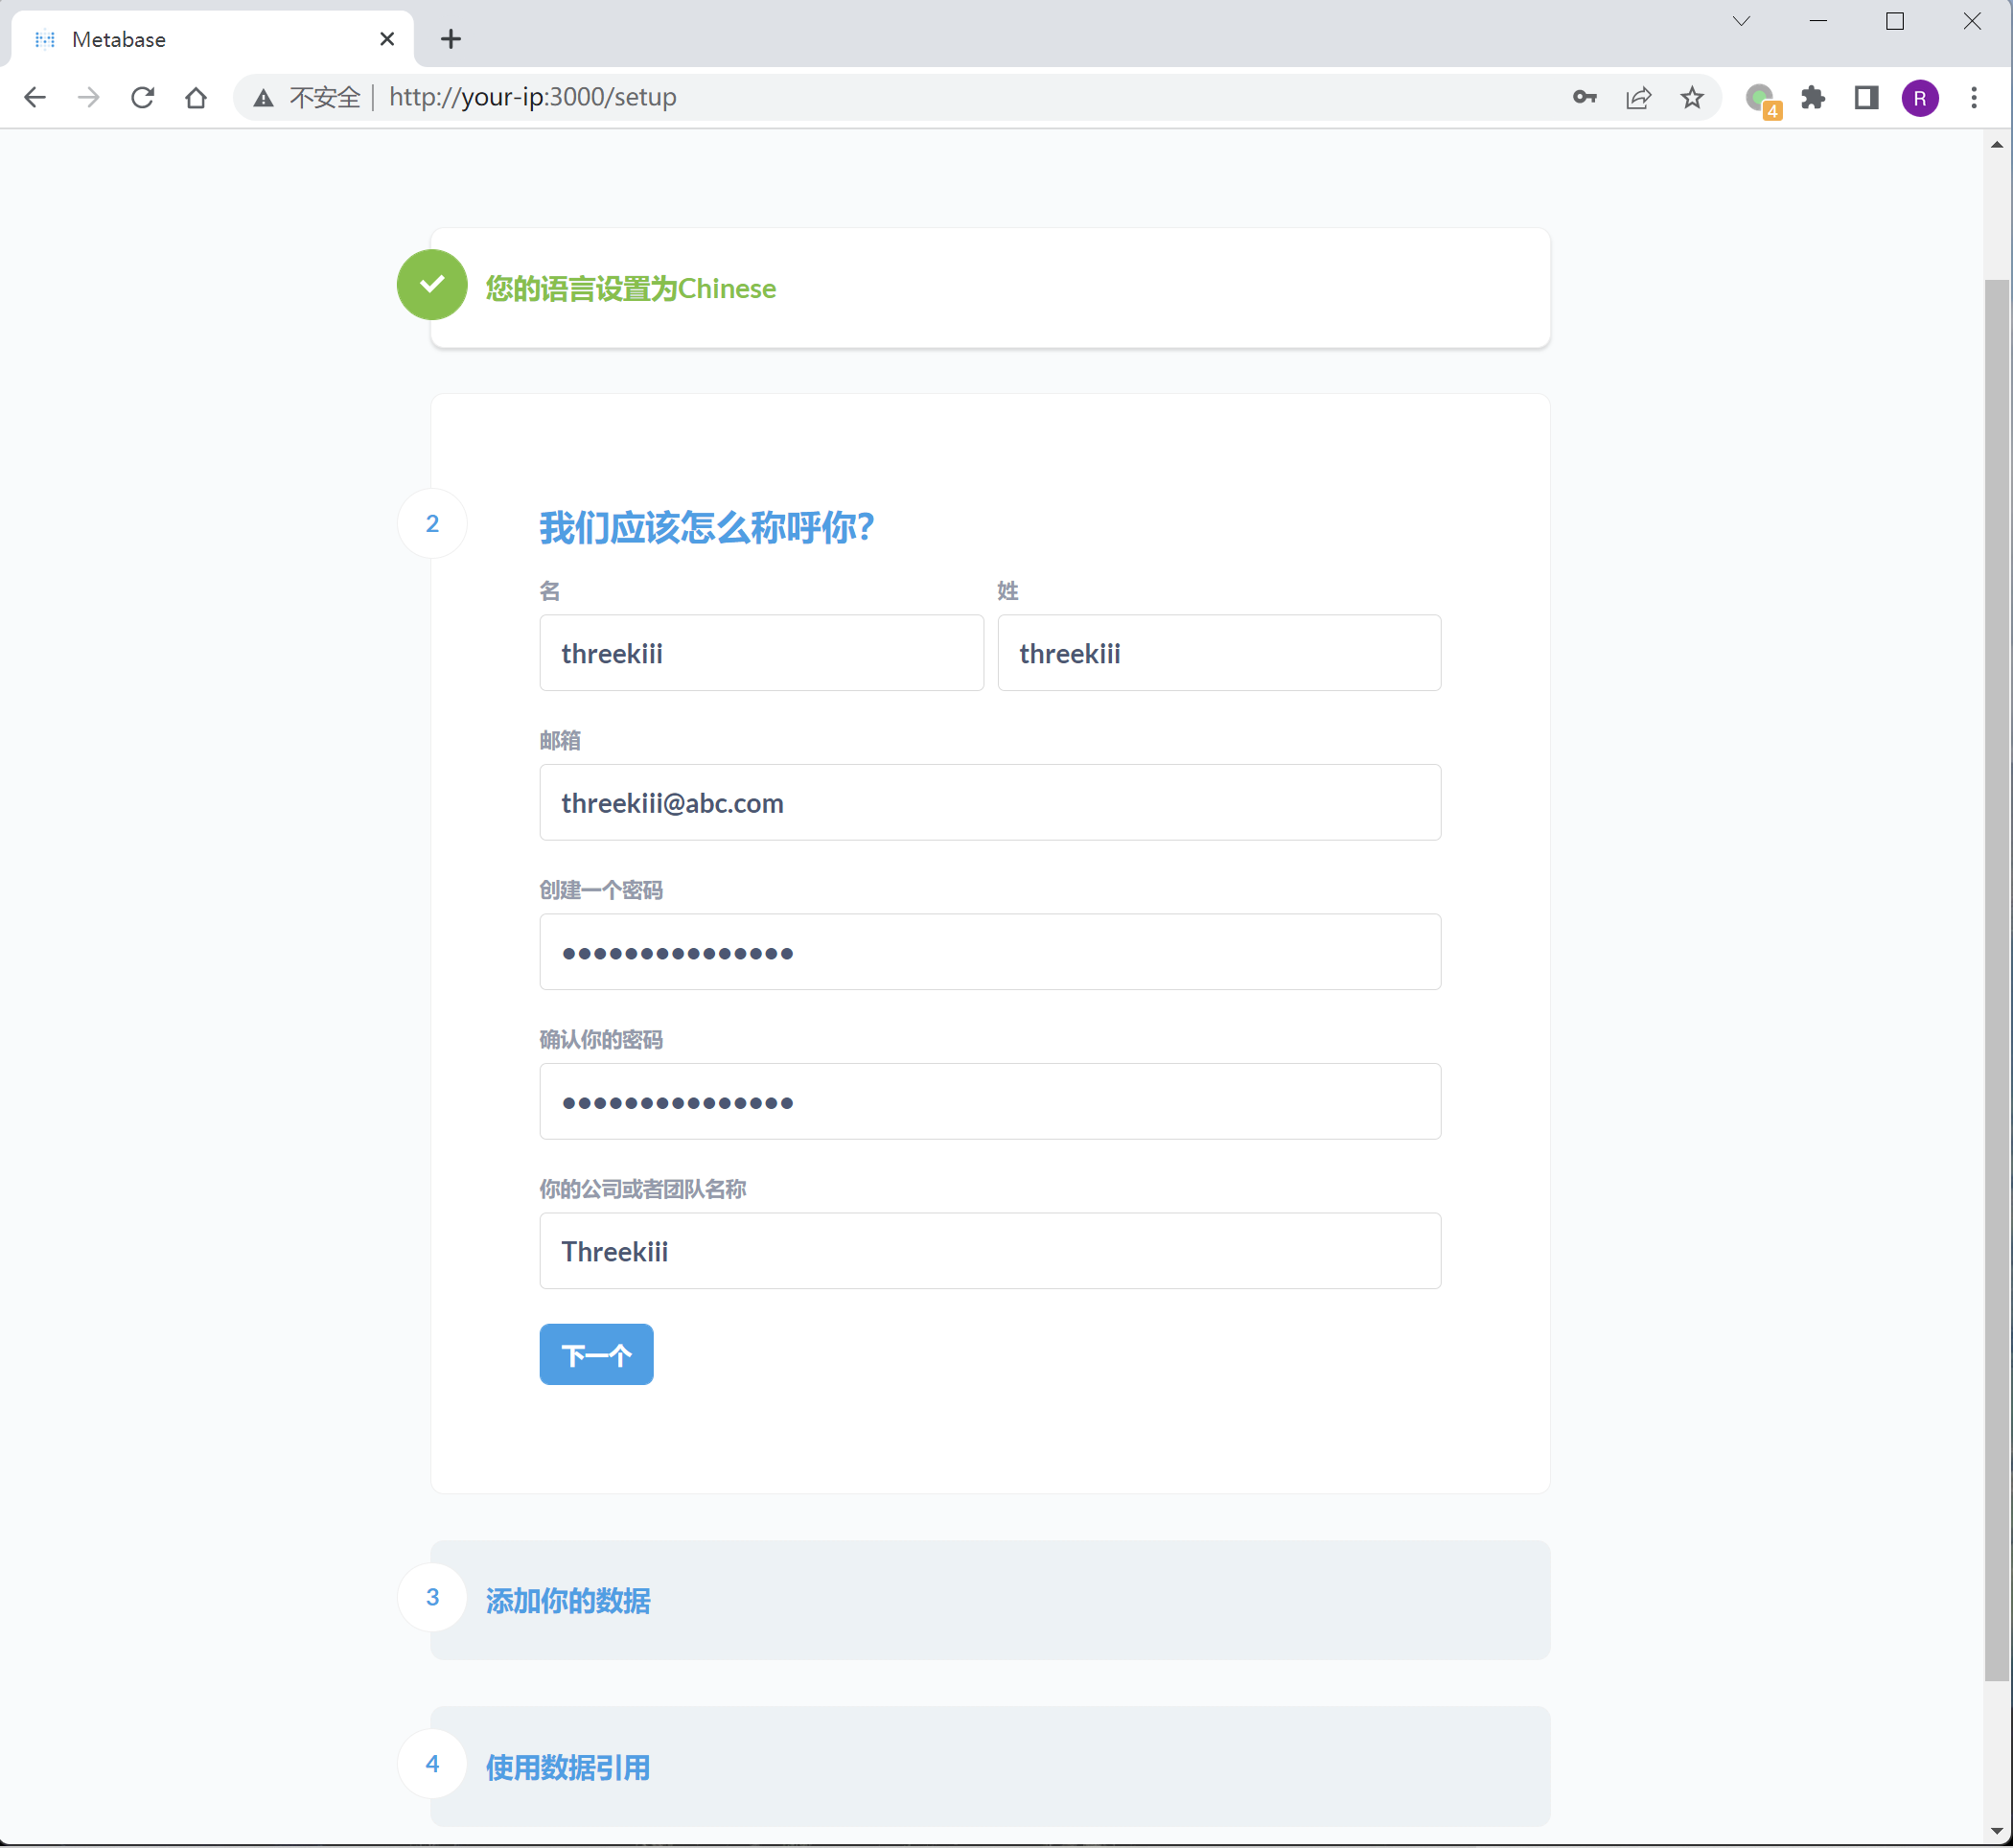 Metabase
不安全 http://your-ip:3000/setup
4
R
您的语言设置为Chinese
2
我们应该怎么称呼你?
名 姓
threekiii threekiii
邮箱
threekiii@abc.com
创建一个密码
•••••••••••••••
确认你的密码
•••••••••••••••
你的公司或者团队名称
Threekiii
下一个
3 添加你的数据
4 使用数据引用